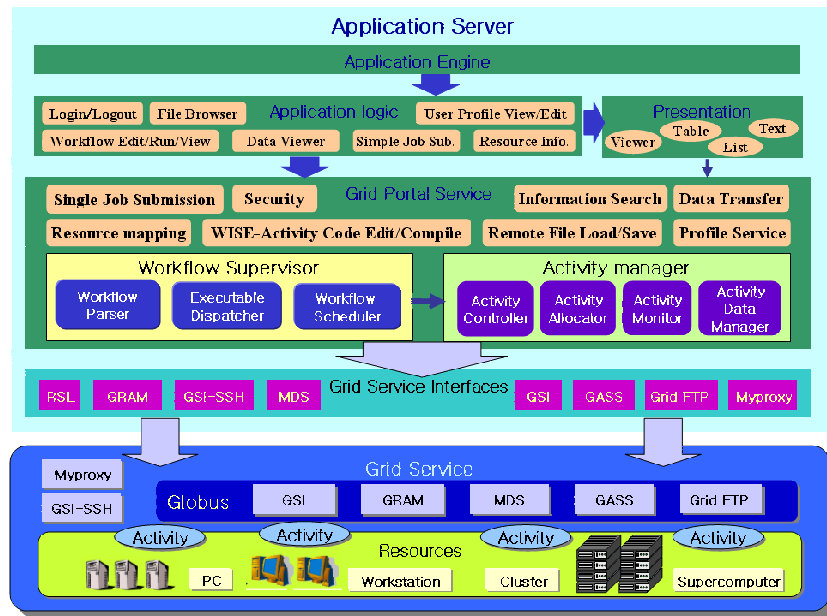 Application Server
Application Engine
Application logic
Login/Logout
File Browser
User Profile View/Edit
Workflow Edit/Run/View
Data Viewer
Simple Job Sub.
Resource Info.
Presentation
Viewer
Table
List
Text
Grid Portal Service
Single Job Submission
Security
Information Search
Data Transfer
Resource mapping
WISE-Activity Code Edit/Compile
Remote File Load/Save
Profile Service
Workflow Supervisor
Workflow
Parser
Executable
Dispatcher
Workflow
Scheduler
Activity manager
Activity
Controller
Activity
Allocator
Activity
Monitor
Activity
Data
Manager
Grid Service Interfaces
RSL
GRAM
GSI-SSH
MDS
GSI
GASS
Grid FTP
Myproxy
Grid Service
Myproxy
GSI-SSH
Globus
GSI
GRAM
MDS
GASS
Grid FTP
Activity
Activity
Activity
Activity
Resources
PC
Workstation
Cluster
Supercomputer